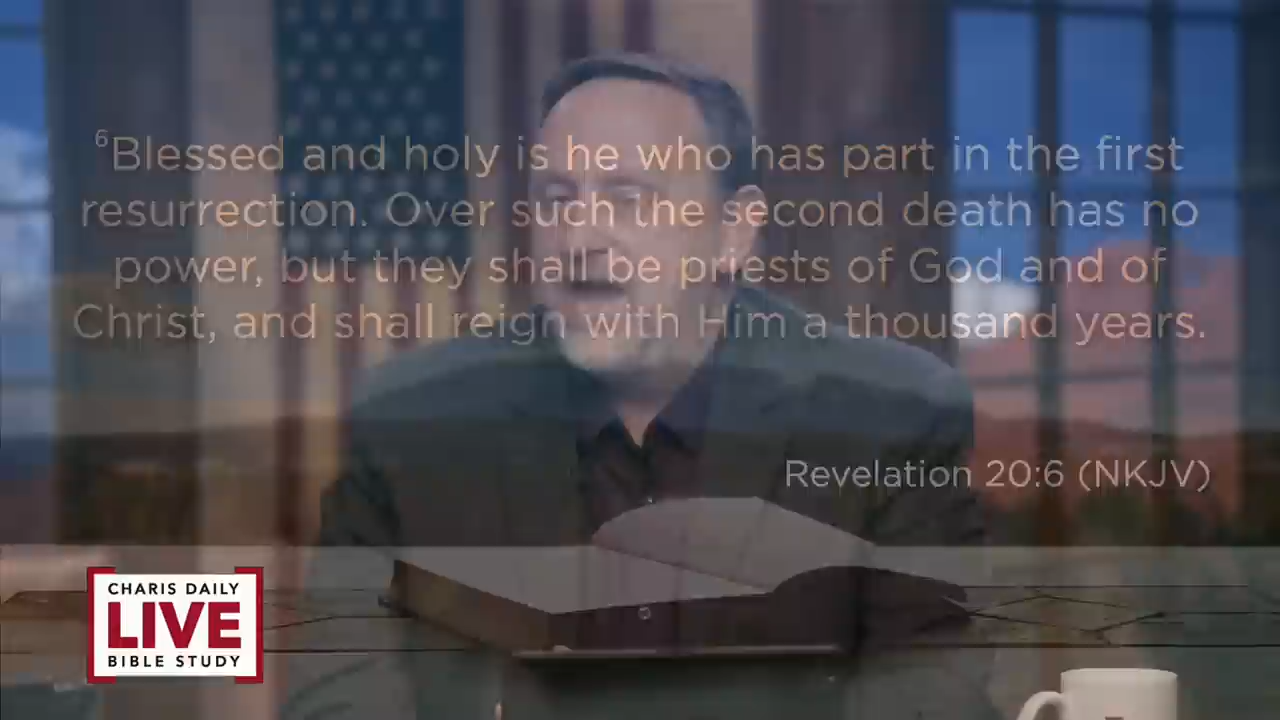 ⁶Blessed and holy is he who has part in the first
resurrection. Over such the second death has no
power, but they shall be priests of God and of
Christ, and shall reign with Him a thousand years.
Revelation 20:6 (NKJV)
CHARIS DAILY
LIVE
BIBLE STUDY